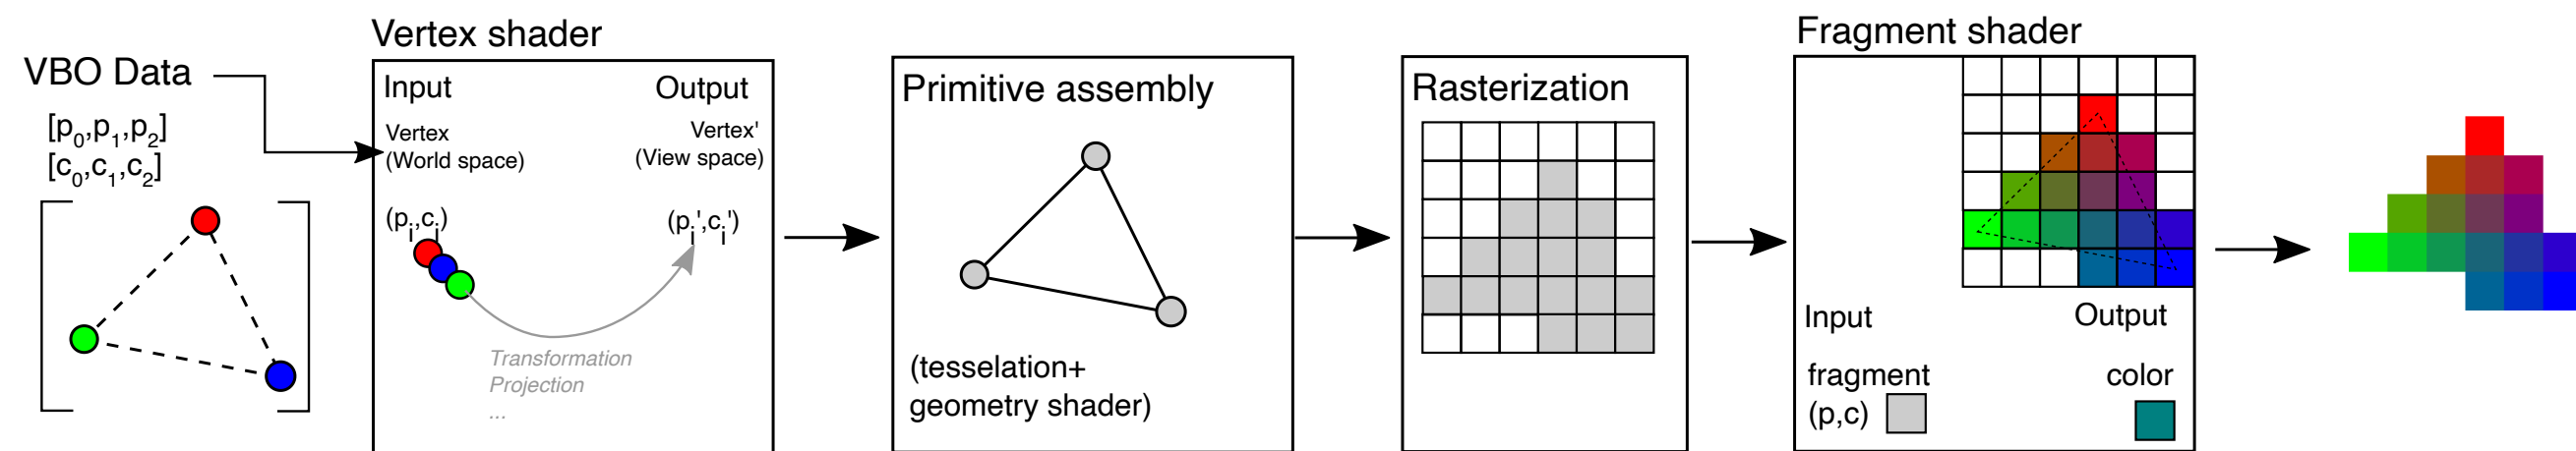 VBO Data
[p0,p1,p2]
[c0,c1,c2]
Vertex shader
Input
Output
Vertex
(World space)
Vertex'
(View space)
(pi,ci)
(pi',ci')
Transformation
Projection
...
Primitive assembly
(tesselation+
geometry shader)
Rasterization
Fragment shader
Input
Output
fragment
(p,c)
color